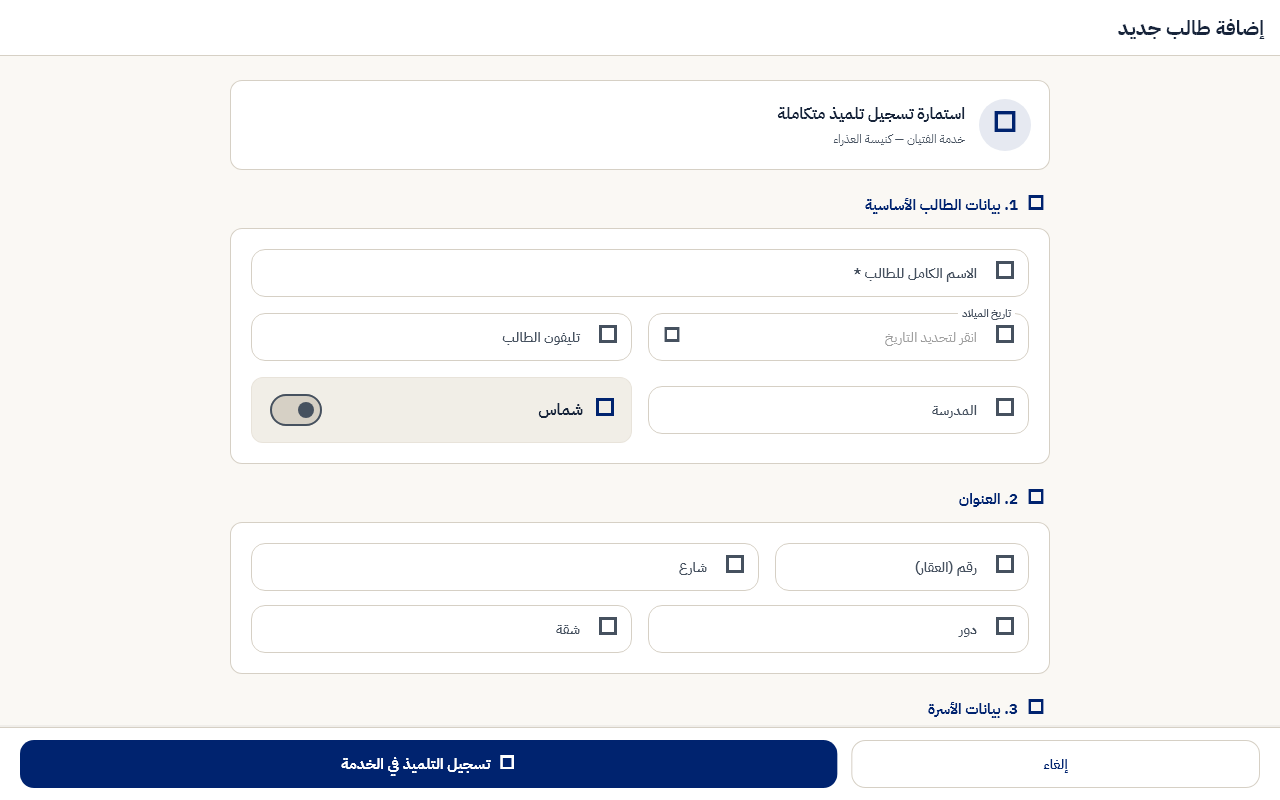 إضافة طالب جديد
استمارة تسجيل تلميذ متكاملة
خدمة الفتيان — كنيسة العذراء
1. بيانات الطالب الأساسية
الاسم الكامل للطالب *
تاريخ الميلاد
انقر لتحديد التاريخ
تليفون الطالب
المدرسة
شماس
2. العنوان
رقم (العقار)
شارع
دور
شقة
3. بيانات الأسرة
إلغاء
تسجيل التلميذ في الخدمة